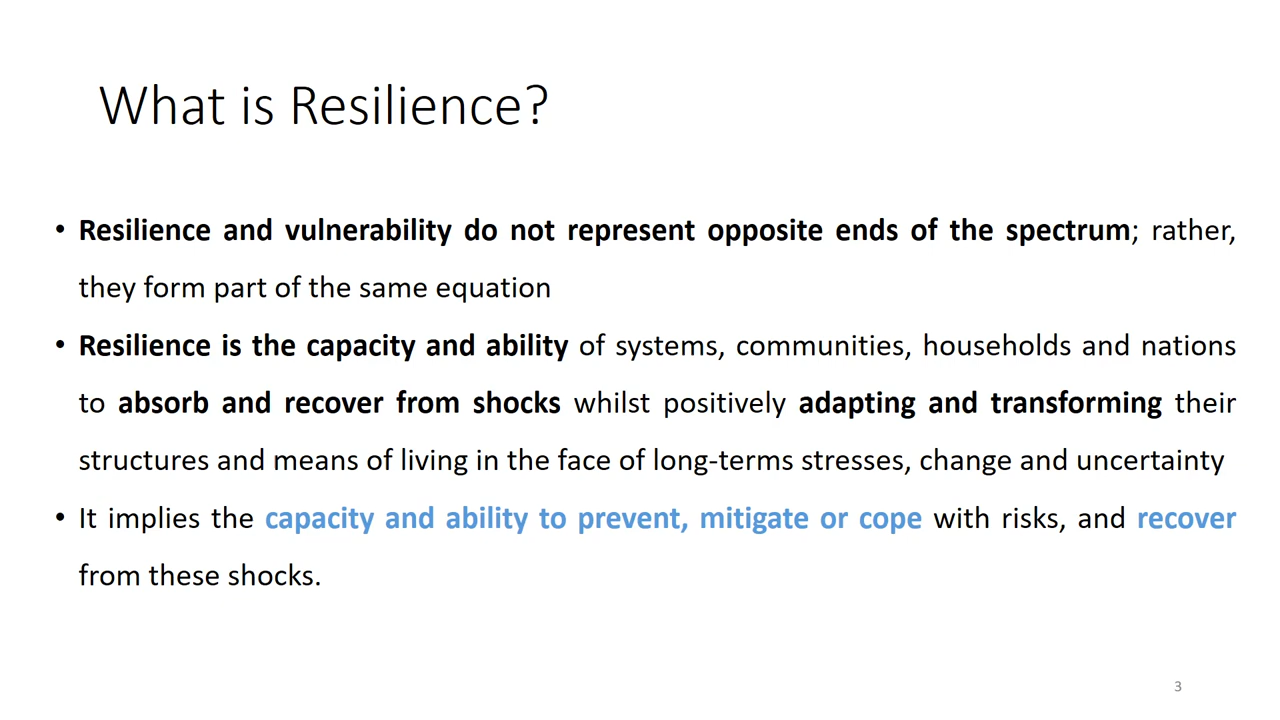 What is Resilience?
• Resilience and vulnerability do not represent opposite ends of the spectrum; rather,
they form part of the same equation
• Resilience is the capacity and ability of systems, communities, households and nations
to absorb and recover from shocks whilst positively adapting and transforming their
structures and means of living in the face of long-terms stresses, change and uncertainty
• It implies the capacity and ability to prevent, mitigate or cope with risks, and recover
from these shocks.
3